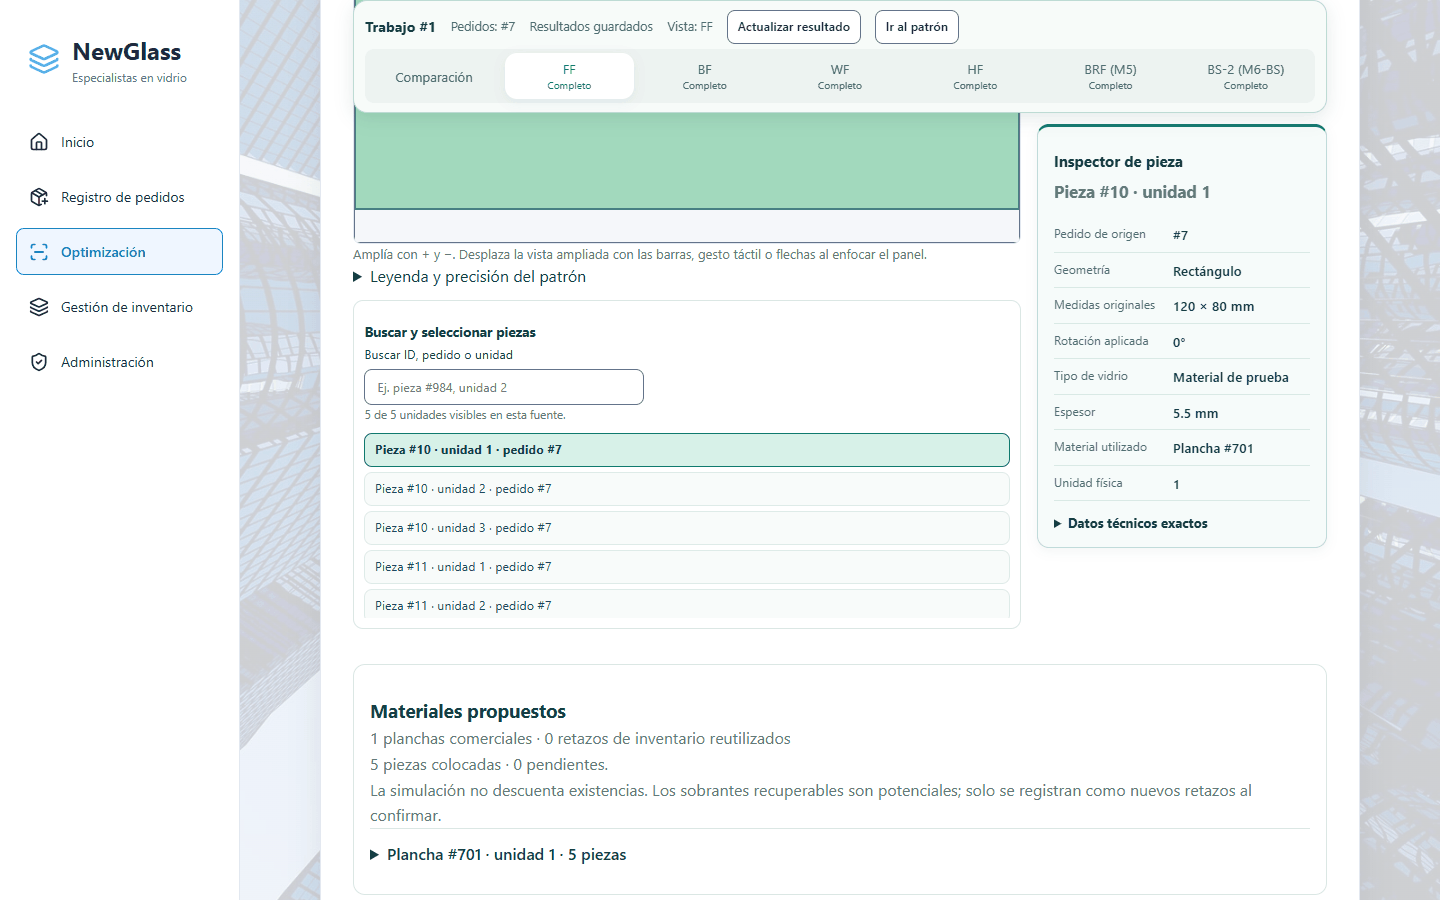 NewGlass
Especialistas en vidrio
Inicio
Registro de pedidos
Optimización
Gestión de inventario
Administración
Trabajo #1 Pedidos: #7 Resultados guardados Vista: FF Actualizar resultado Ir al patrón
Comparación
FF
Completo
BF
Completo
WF
Completo
HF
Completo
BRF (M5)
Completo
BS-2 (M6-BS)
Completo
Amplía con + y −. Desplaza la vista ampliada con las barras, gesto táctil o flechas al enfocar el panel.
Leyenda y precisión del patrón
Buscar y seleccionar piezas
Buscar ID, pedido o unidad
Ej. pieza #984, unidad 2
5 de 5 unidades visibles en esta fuente.
Pieza #10 · unidad 1 · pedido #7
Pieza #10 · unidad 2 · pedido #7
Pieza #10 · unidad 3 · pedido #7
Pieza #11 · unidad 1 · pedido #7
Pieza #11 · unidad 2 · pedido #7
Inspector de pieza
Pieza #10 · unidad 1
Pedido de origen #7
Geometría Rectángulo
Medidas originales 120 × 80 mm
Rotación aplicada 0°
Tipo de vidrio Material de prueba
Espesor 5.5 mm
Material utilizado Plancha #701
Unidad física 1
Datos técnicos exactos
Materiales propuestos
1 planchas comerciales · 0 retazos de inventario reutilizados
5 piezas colocadas · 0 pendientes.
La simulación no descuenta existencias. Los sobrantes recuperables son potenciales; solo se registran como nuevos retazos al
confirmar.
Plancha #701 · unidad 1 · 5 piezas